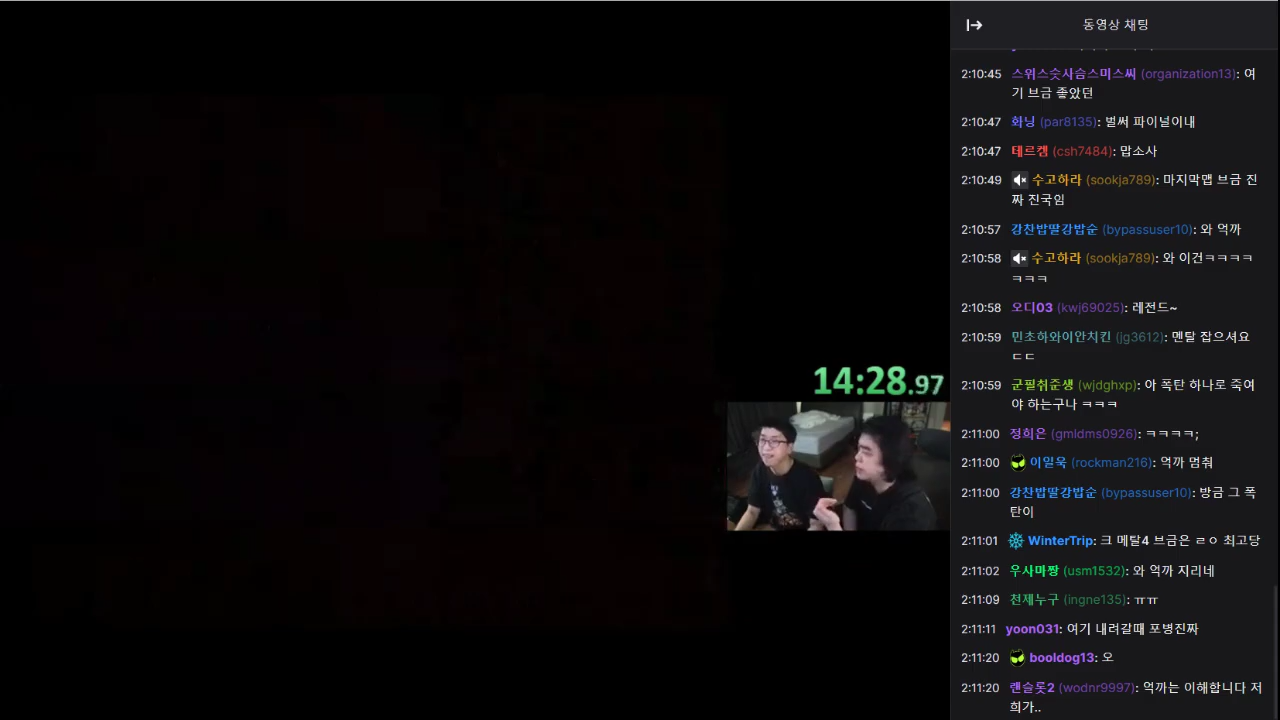 동영상 채팅
2:10:45 스위스숫사슴스미스씨 (organization13): 여
기 브금 좋았던
2:10:47 화닝 (par8135): 벌써 파이널이내
2:10:47 테르켐 (csh7484): 맙소사
2:10:49 수고하라 (sookja789): 마지막맵 브금 진
짜 진국임
2:10:57 강찬밥딸강밥순 (bypassuser10): 와 억까
2:10:58 수고하라 (sookja789): 와 이건ㅋㅋㅋㅋ
ㅋㅋㅋ
2:10:58 오디03 (kwj69025): 레전드~
2:10:59 민초하와이안치킨 (jg3612): 멘탈 잡으셔요
ㄷㄷ
2:10:59 군필취준생 (wjdghxp): 아 폭탄 하나로 죽여
야 하는구나 ㅋㅋㅋ
2:11:00 정희은 (gmldms0926): ㅋㅋㅋㅋ;
2:11:00 이일욱 (rockman216): 억까 멈춰
2:11:00 강찬밥딸강밥순 (bypassuser10): 방금 그 폭
탄이
2:11:01 WinterTrip: 크 메탈4 브금은 ㄹㅇ 최고당
2:11:02 우사마짱 (usm1532): 와 억까 지리네
2:11:09 천제누구 (ingne135): ㅠㅠ
2:11:11 yoon031: 여기 내려갈때 포병진짜
2:11:20 booldog13: 오
2:11:20 랜슬롯2 (wodnr9997): 억까는 이해합니다 저
희가..
14:28.97